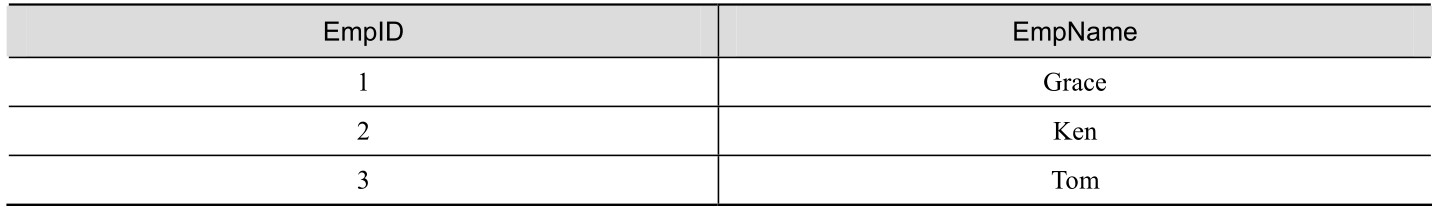 EmpID EmpName
1 Grace
2 Ken
3 Tom